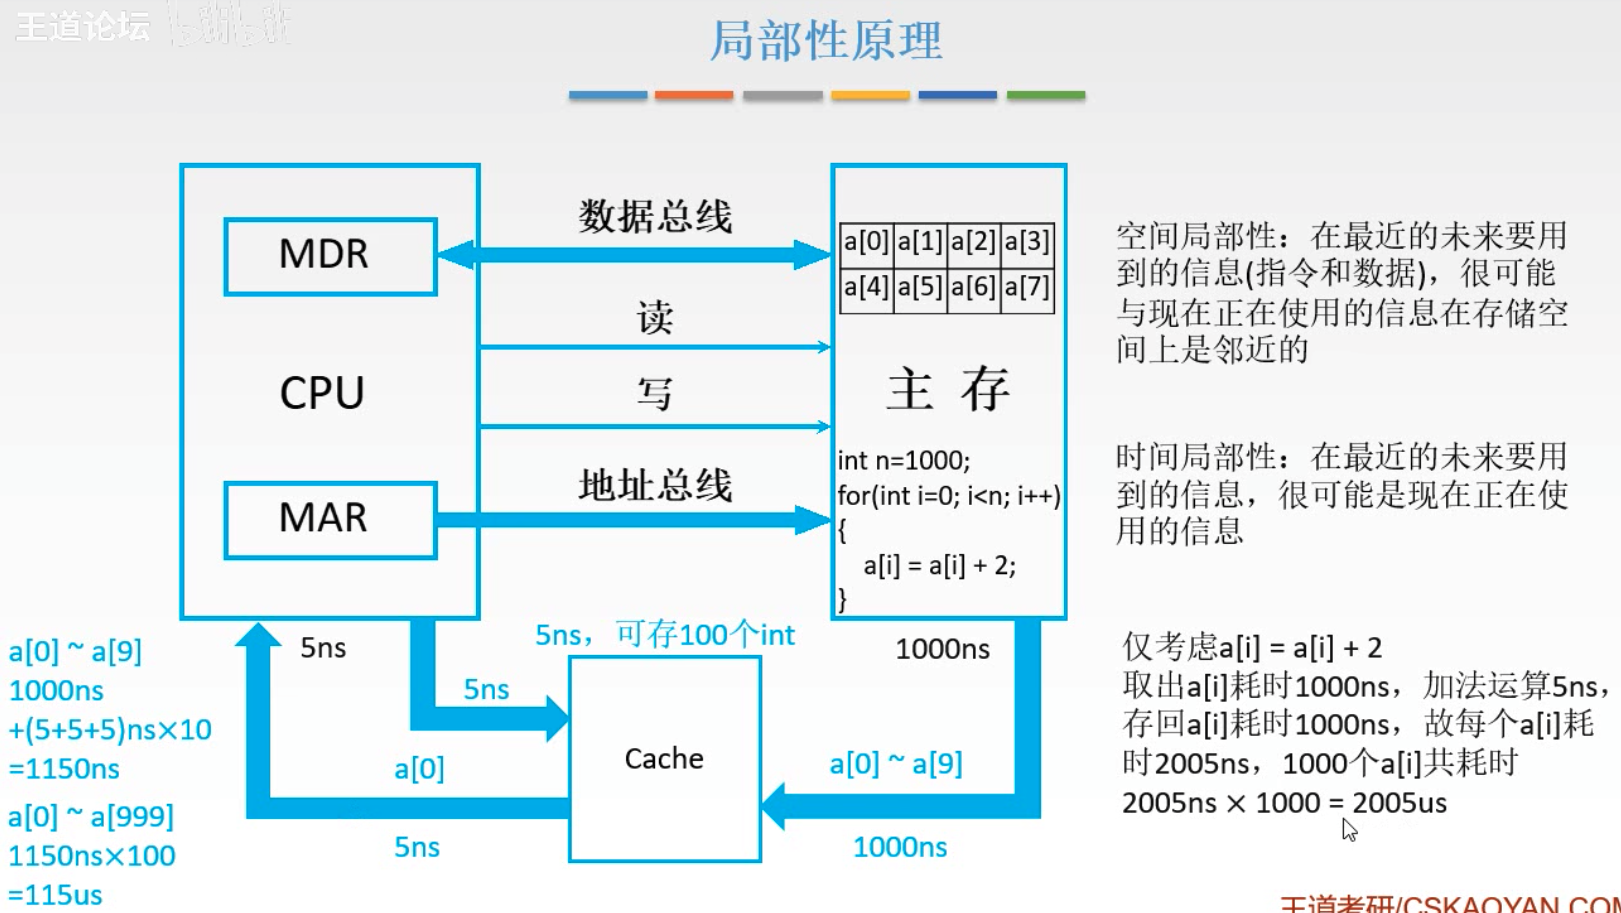 王道论坛
bilibili
局部性原理
数据总线
MDR
读
CPU
写
地址总线
MAR
a[0] a[1] a[2] a[3]
a[4] a[5] a[6] a[7]
主 存
int n=1000;
for(int i=0; i<n; i++)
{
a[i] = a[i] + 2;
}
空间局部性：在最近的未来要用
到的信息(指令和数据)，很可能
与现在正在使用的信息在存储空
间上是邻近的
时间局部性：在最近的未来要用
到的信息，很可能是现在正在使
用的信息
5ns
5ns，可存100个int
1000ns
5ns
Cache
a[0]
a[0] ~ a[9]
5ns
1000ns
a[0] ~ a[9]
1000ns
+(5+5+5)ns×10
=1150ns
a[0] ~ a[999]
1150ns×100
=115us
仅考虑a[i] = a[i] + 2
取出a[i]耗时1000ns，加法运算5ns，
存回a[i]耗时1000ns，故每个a[i]耗
时2005ns，1000个a[i]共耗时
2005ns × 1000 = 2005us
王道考研/CSKAOYAN.COM